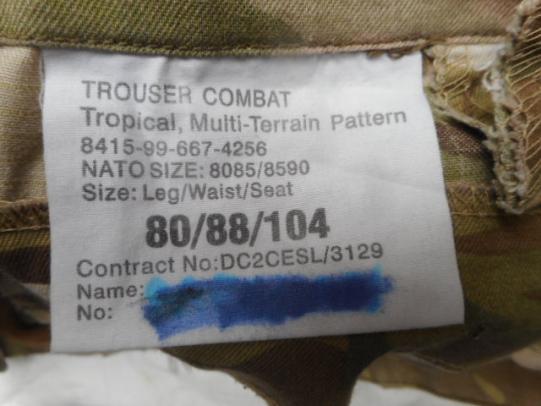 TROUSER COMBAT
Tropical, Multi-Terrain Pattern
8415-99-667-4256
NATO SIZE: 8085/8590
Size: Leg/Waist/Seat
80/88/104
Contract No:DC2CESL/3129
Name:
No: